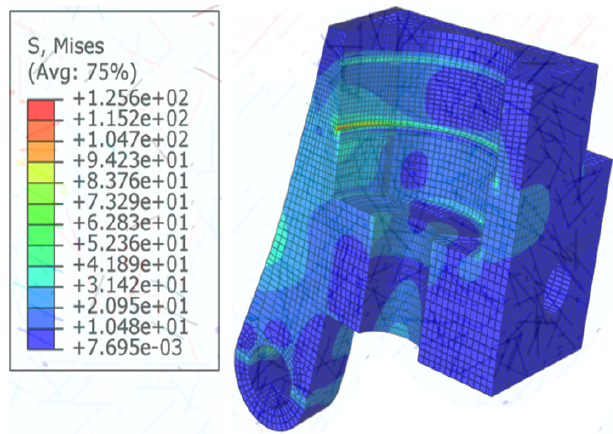 S, Mises
(Avg: 75%)
+1.256e+02
+1.152e+02
+1.047e+02
+9.423e+01
+8.376e+01
+7.329e+01
+6.283e+01
+5.236e+01
+4.189e+01
+3.142e+01
+2.095e+01
+1.048e+01
+7.695e-03